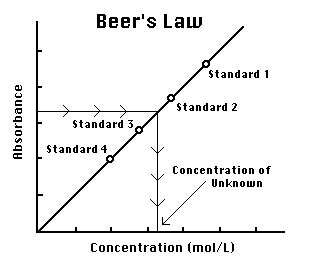 Beer's Law
Absorbance
Standard 1
Standard 2
Standard 3
Standard 4
Concentration of
Unknown
Concentration (mol/L)